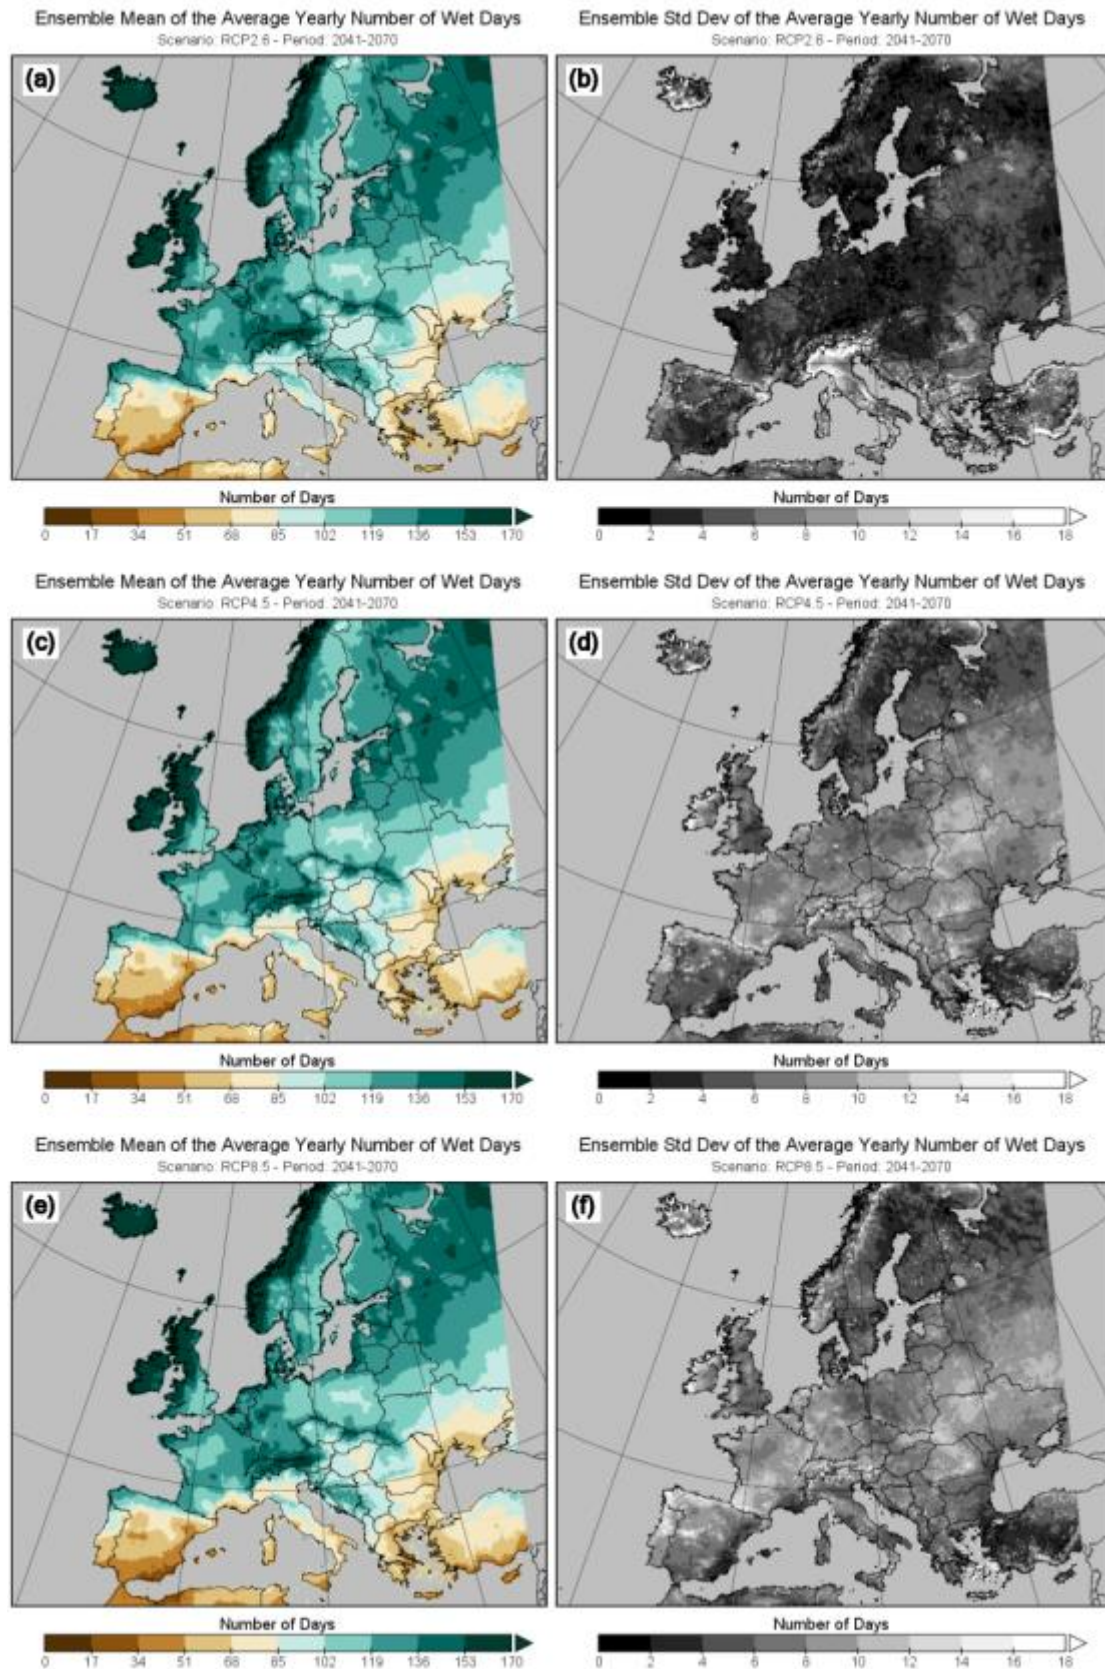 Ensemble Mean of the Average Yearly Number of Wet Days
Scenario: RCP2.6 - Period: 2041-2070
(a)
Number of Days
0 17 34 51 68 85 102 119 136 153 170
Ensemble Std Dev of the Average Yearly Number of Wet Days
Scenario: RCP2.6 - Period: 2041-2070
(b)
Number of Days
0 2 4 6 8 10 12 14 16 18
Ensemble Mean of the Average Yearly Number of Wet Days
Scenario: RCP4.5 - Period: 2041-2070
(c)
Number of Days
0 17 34 51 68 85 102 119 136 153 170
Ensemble Std Dev of the Average Yearly Number of Wet Days
Scenario: RCP4.5 - Period: 2041-2070
(d)
Number of Days
0 2 4 6 8 10 12 14 16 18
Ensemble Mean of the Average Yearly Number of Wet Days
Scenario: RCP8.5 - Period: 2041-2070
(e)
Number of Days
0 17 34 51 68 85 102 119 136 153 170
Ensemble Std Dev of the Average Yearly Number of Wet Days
Scenario: RCP8.5 - Period: 2041-2070
(f)
Number of Days
0 2 4 6 8 10 12 14 16 18